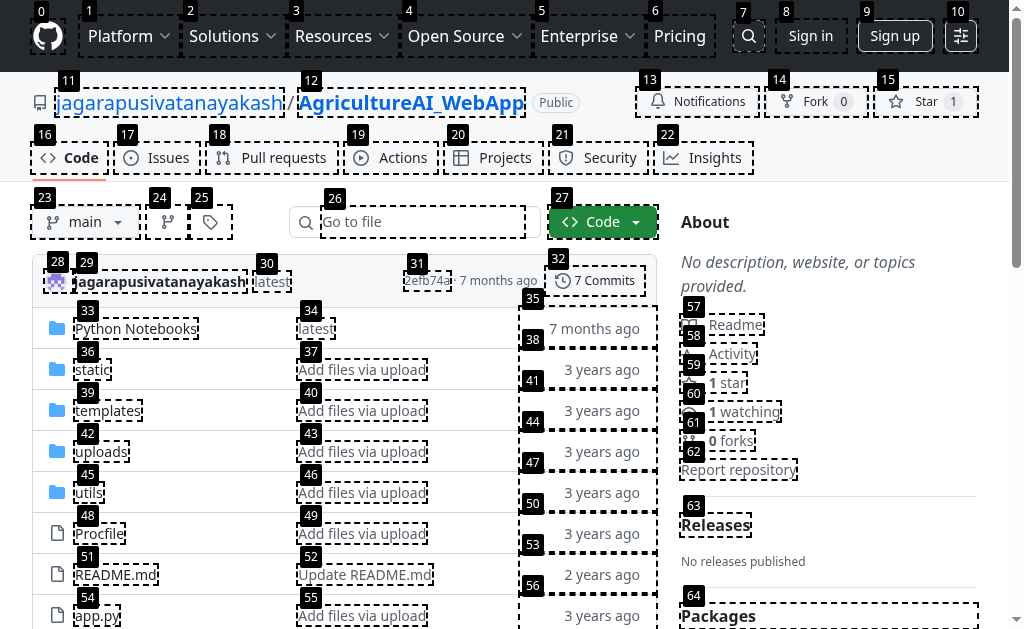 0 1 2 3 4 5 6 7 8 9 10
Platform Solutions Resources Open Source Enterprise Pricing Sign in Sign up
11 12 13 14 15
jagarapusivatanayakash / AgricultureAI_WebApp Public Notifications Fork 0 Star 1
16 17 18 19 20 21 22
Code Issues Pull requests Actions Projects Security Insights
23 24 25 26 27
main Go to file Code
About
No description, website, or topics
provided.
28 29 30 31 32
jagarapusivatanayakash latest 2efb74a · 7 months ago 7 Commits
33 34 35
Python Notebooks latest 7 months ago
36 37 38
static Add files via upload 3 years ago
39 40 41
templates Add files via upload 3 years ago
42 43 44
uploads Add files via upload 3 years ago
45 46 47
utils Add files via upload 3 years ago
48 49 50
Procfile Add files via upload 3 years ago
51 52 53
README.md Update README.md 2 years ago
54 55 56
app.py Add files via upload 3 years ago
57
Readme
58
Activity
59
1 star
60
1 watching
61
0 forks
62
Report repository
63
Releases
No releases published
64
Packages